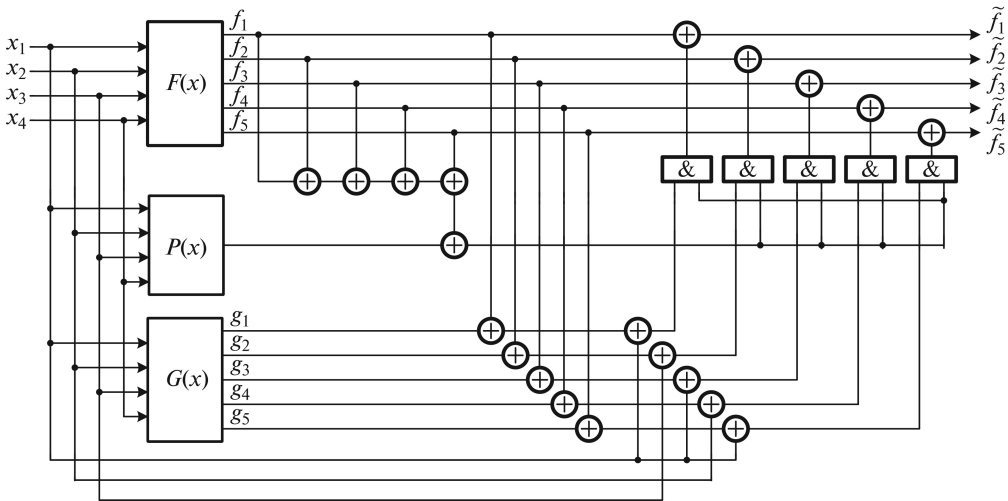 x₁
x₂
x₃
x₄
F(x)
f₁
f₂
f₃
f₄
f₅
f̃₁
f̃₂
f̃₃
f̃₄
f̃₅
& & & & &
P(x)
G(x)
g₁
g₂
g₃
g₄
g₅